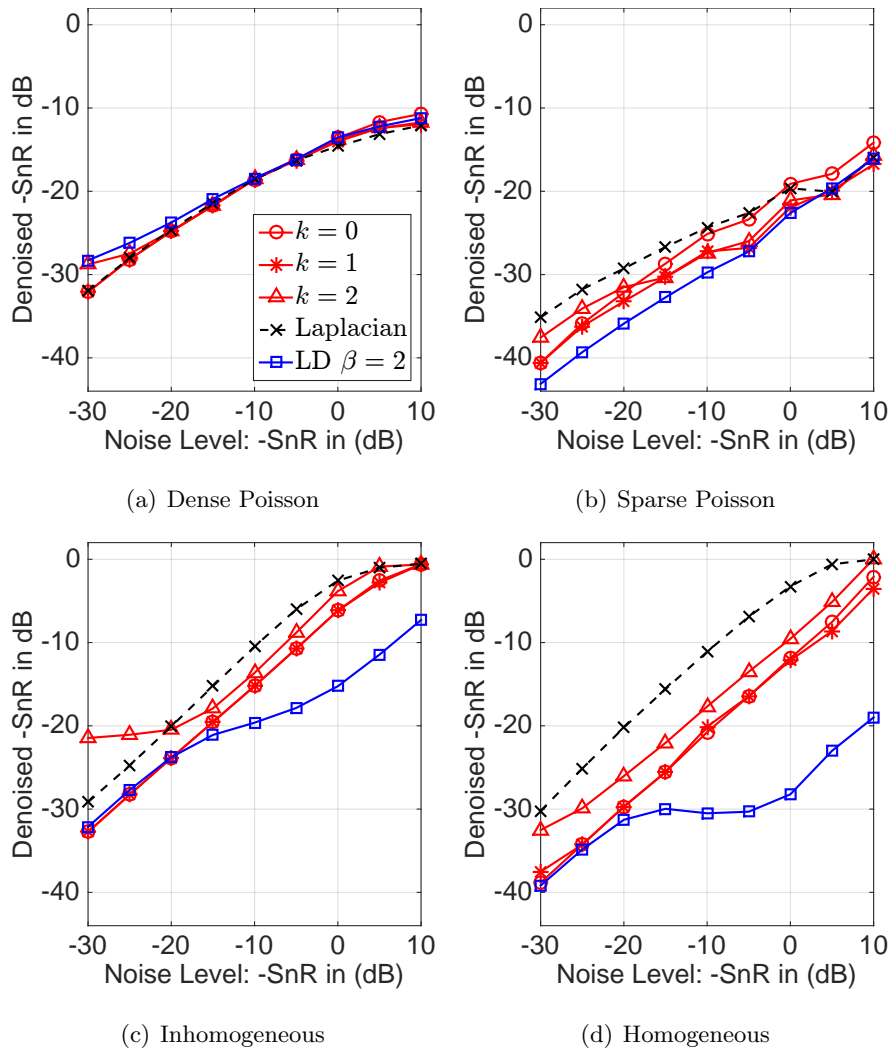 0
-10
-20
-30
-40
Denoised -SnR in dB
k = 0
k = 1
k = 2
Laplacian
LD β = 2
-30 -20 -10 0 10
Noise Level: -SnR in (dB)
(a) Dense Poisson
0
-10
-20
-30
-40
Denoised -SnR in dB
-30 -20 -10 0 10
Noise Level: -SnR in (dB)
(b) Sparse Poisson
0
-10
-20
-30
-40
Denoised -SnR in dB
-30 -20 -10 0 10
Noise Level: -SnR in (dB)
(c) Inhomogeneous
0
-10
-20
-30
-40
Denoised -SnR in dB
-30 -20 -10 0 10
Noise Level: -SnR in (dB)
(d) Homogeneous